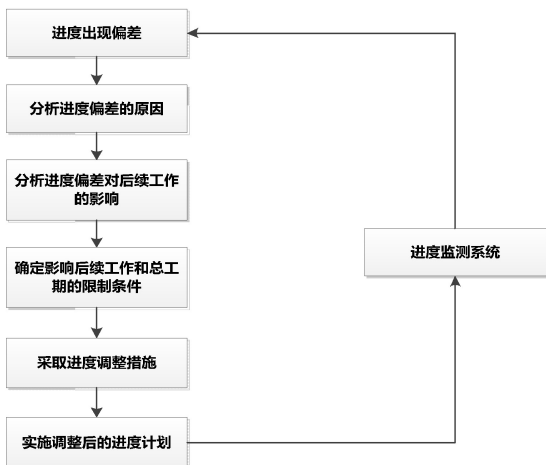 进度出现偏差
分析进度偏差的原因
分析进度偏差对后续工作
的影响
确定影响后续工作和总工
期的限制条件
采取进度调整措施
实施调整后的进度计划
进度监测系统